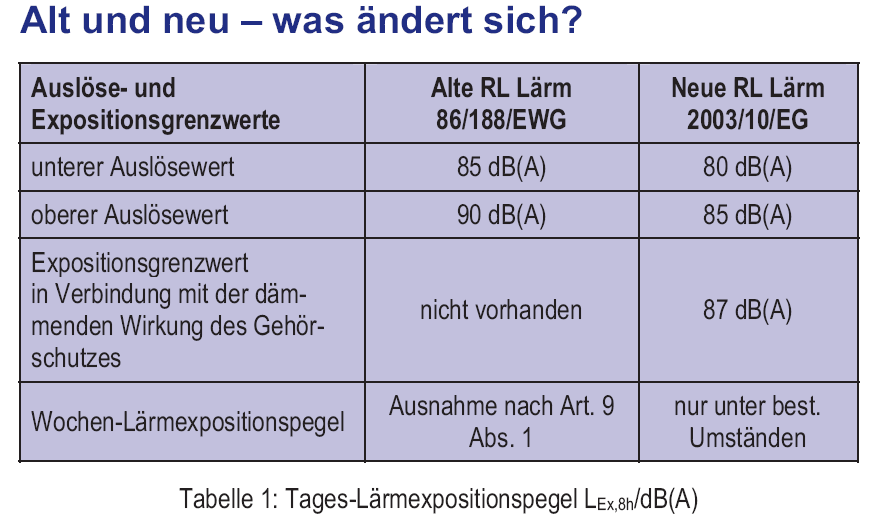 Alt und neu – was ändert sich?
Auslöse- und
Expositionsgrenzwerte
Alte RL Lärm
86/188/EWG
Neue RL Lärm
2003/10/EG
unterer Auslösewert
85 dB(A)
80 dB(A)
oberer Auslösewert
90 dB(A)
85 dB(A)
Expositionsgrenzwert
in Verbindung mit der däm-
menden Wirkung des Gehör-
schutzes
nicht vorhanden
87 dB(A)
Wochen-Lärmexpositionspegel
Ausnahme nach Art. 9
Abs. 1
nur unter best.
Umständen
Tabelle 1: Tages-Lärmexpositionspegel LEx,8h/dB(A)